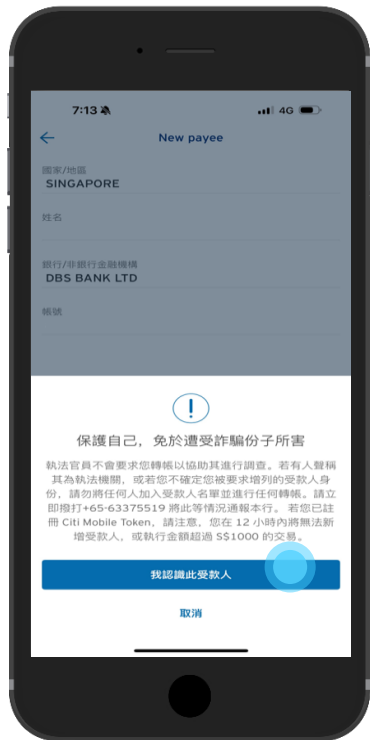 7:13
4G
New payee
國家/地區
SINGAPORE
姓名
銀行/非銀行金融機構
DBS BANK LTD
帳號
保護自己，免於遭受詐騙份子所害
執法官員不會要求您轉帳以協助其進行調查。若有人聲稱
其為執法機關，或若您不確定您被要求增列的受款人身
份，請勿將任何人加入受款人名單並進行任何轉帳。請立
即撥打+65-63375519 將此等情況通報本行。 若您已註
冊 Citi Mobile Token，請注意，您在 12 小時內將無法新
增受款人，或執行金額超過 S$1000 的交易。
我認識此受款人
取消